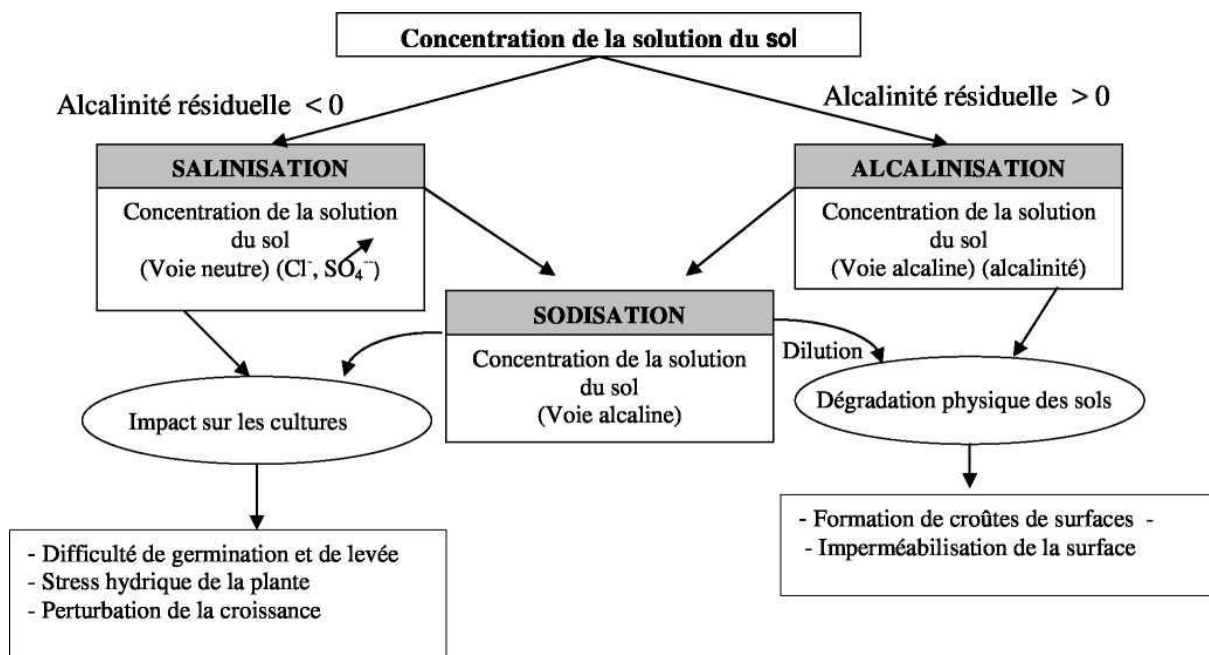 Concentration de la solution du sol
Alcalinité résiduelle < 0
Alcalinité résiduelle > 0
SALINISATION
Concentration de la solution
du sol
(Voie neutre) (Cl⁻, SO₄⁻⁻)
ALCALINISATION
Concentration de la solution
du sol
(Voie alcaline) (alcalinité)
SODISATION
Concentration de la solution
du sol
(Voie alcaline)
Dilution
Impact sur les cultures
Dégradation physique des sols
- Difficulté de germination et de levée
- Stress hydrique de la plante
- Perturbation de la croissance
- Formation de croûtes de surfaces -
- Imperméabilisation de la surface